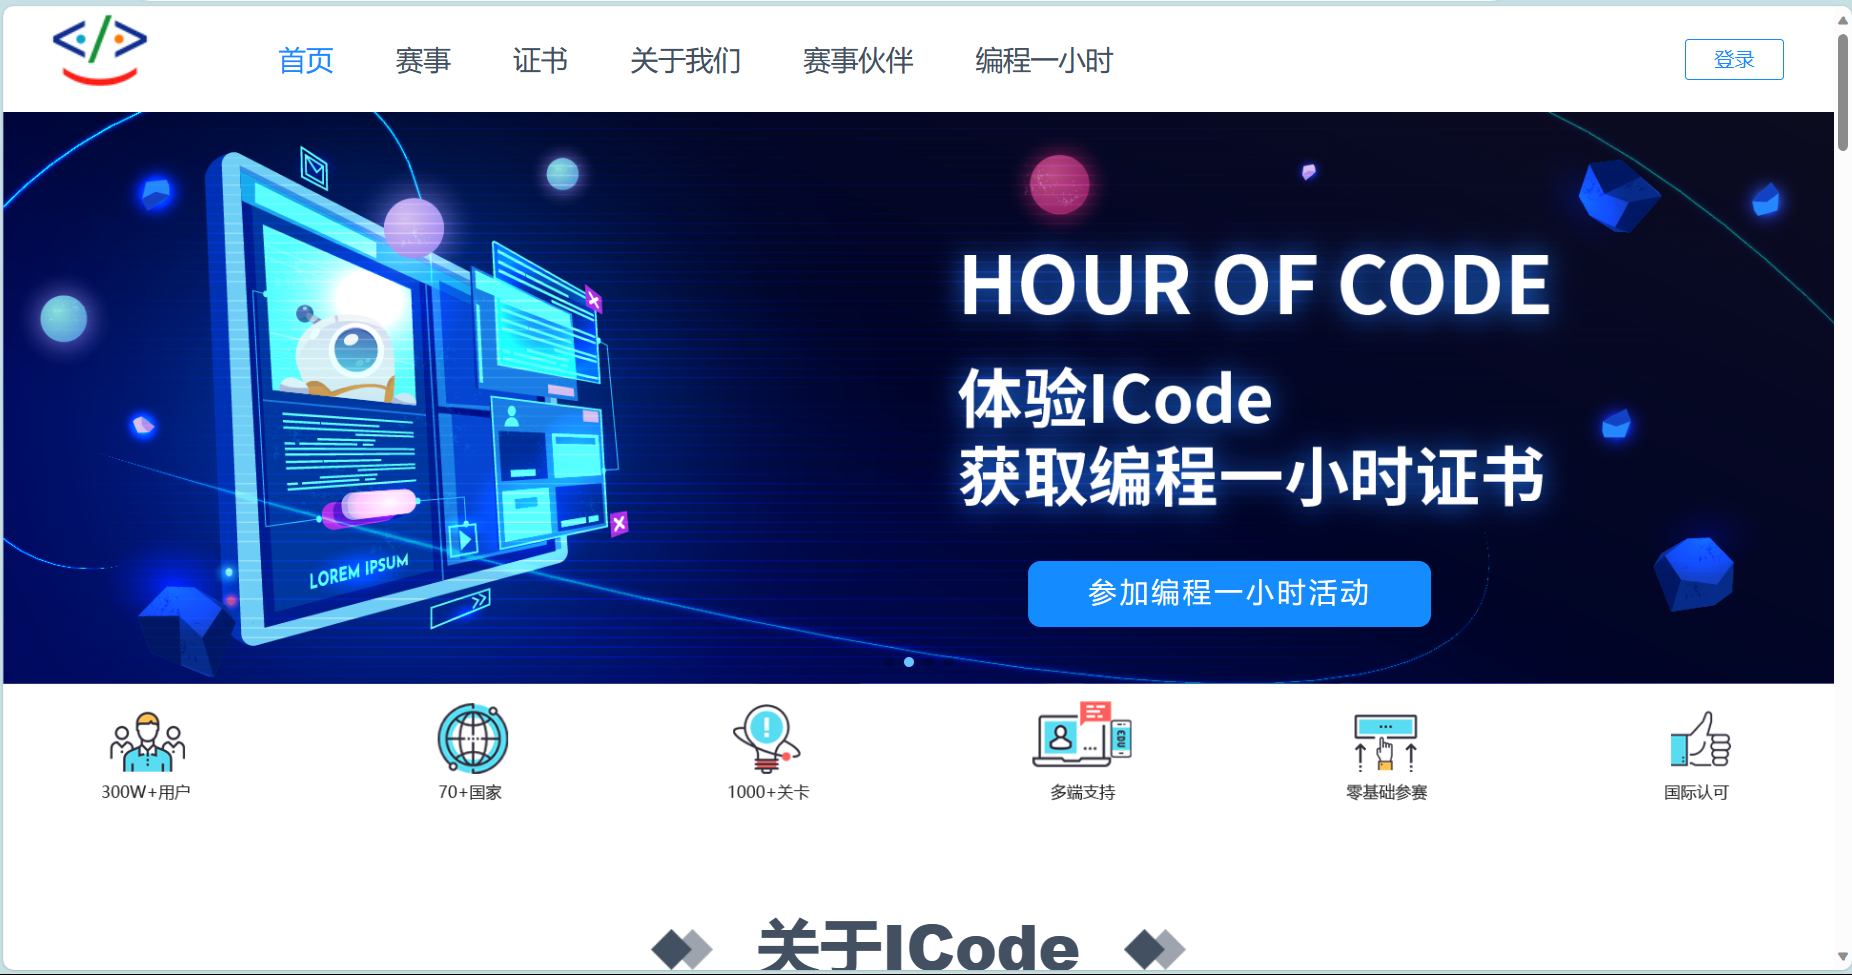 首页 赛事 证书 关于我们 赛事伙伴 编程一小时 登录
HOUR OF CODE
体验ICode
获取编程一小时证书
参加编程一小时活动
LOREM IPSUM
EDU
300W+用户 70+国家 1000+关卡 多端支持 零基础参赛 国际认可
关于ICode